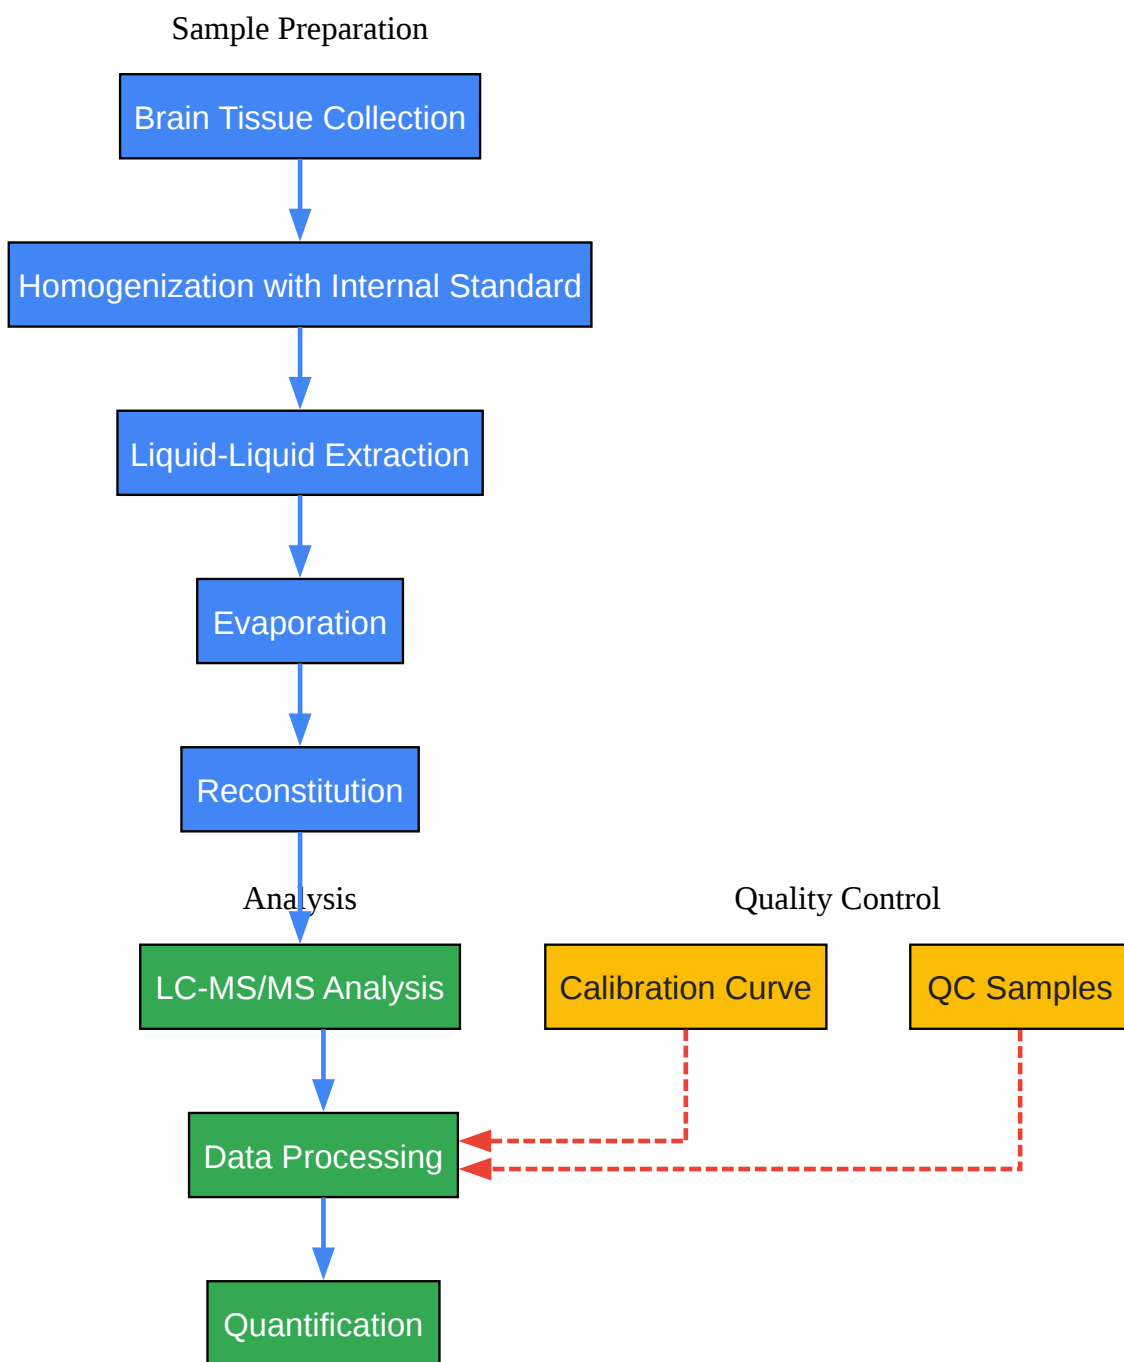 Sample Preparation
Brain Tissue Collection
Homogenization with Internal Standard
Liquid-Liquid Extraction
Evaporation
Reconstitution
Analysis
Quality Control
LC-MS/MS Analysis
Calibration Curve
QC Samples
Data Processing
Quantification